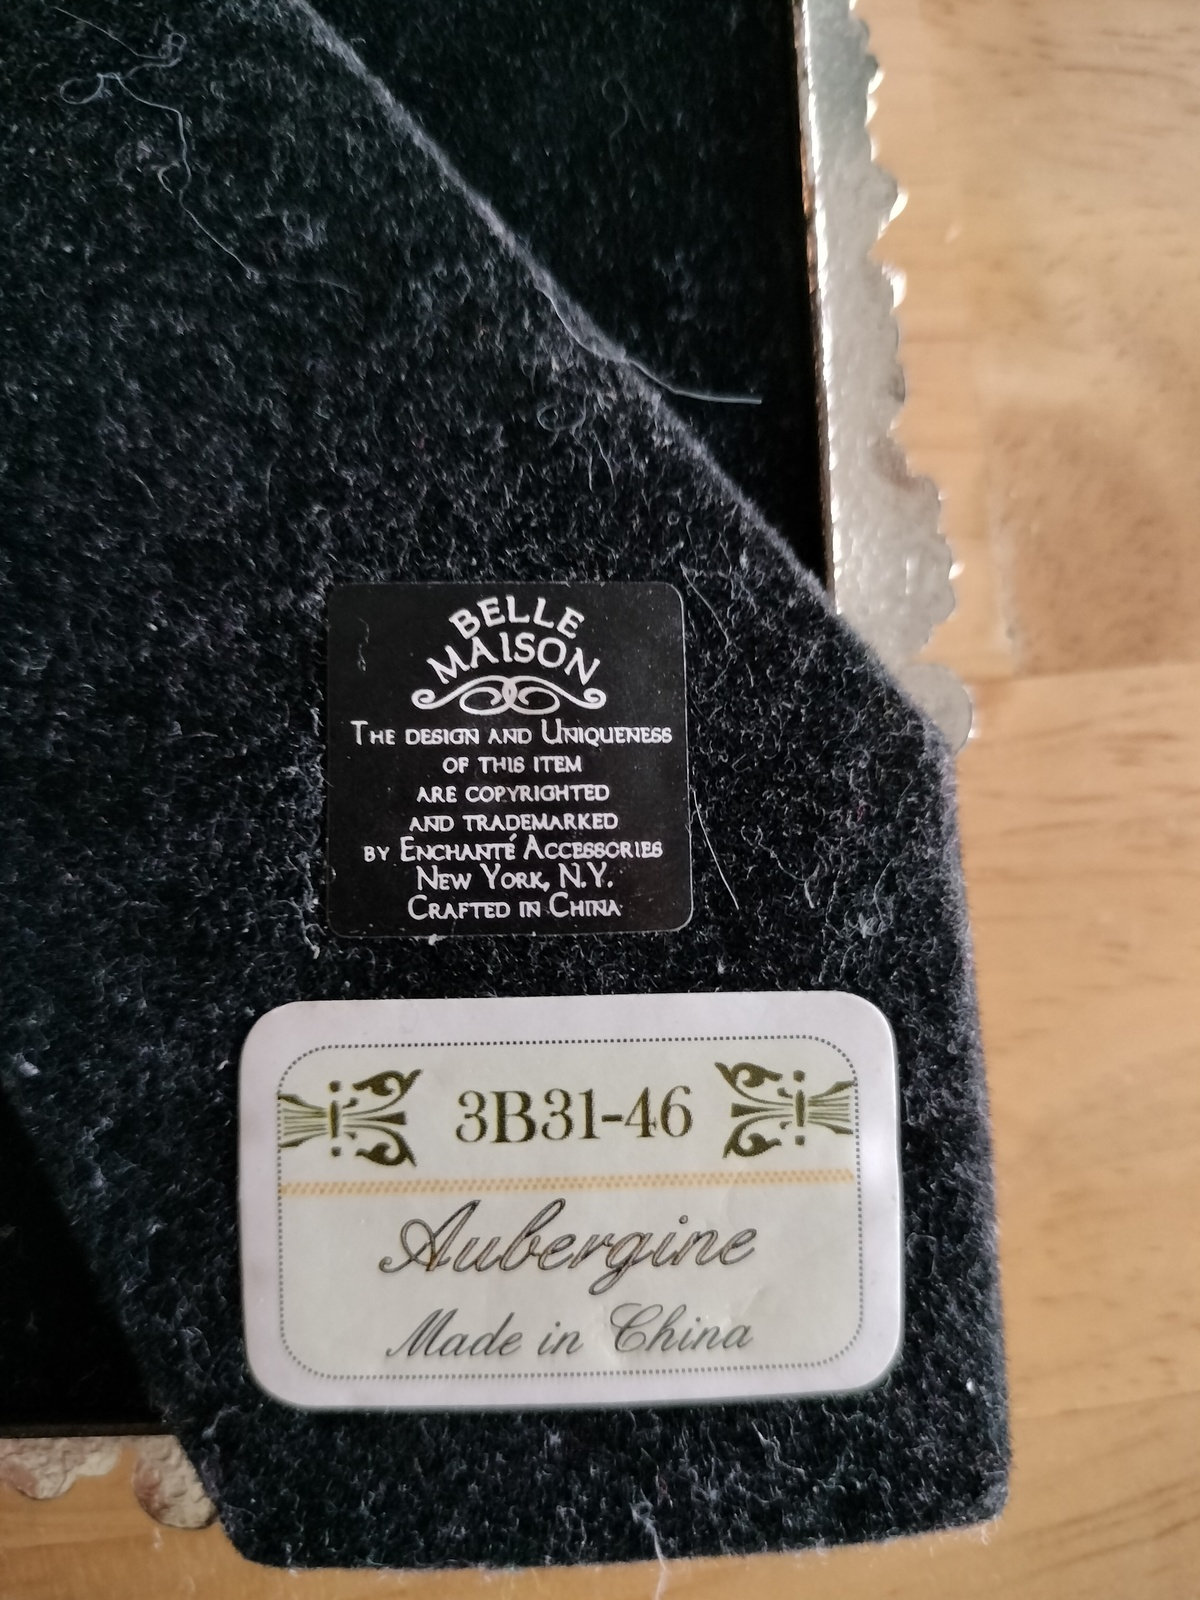 BELLE
MAISON
THE DESIGN AND UNIQUENESS
OF THIS ITEM
ARE COPYRIGHTED
AND TRADEMARKED
BY ENCHANTÉ ACCESSORIES
NEW YORK, N.Y.
CRAFTED IN CHINA
3B31-46
Aubergine
Made in China